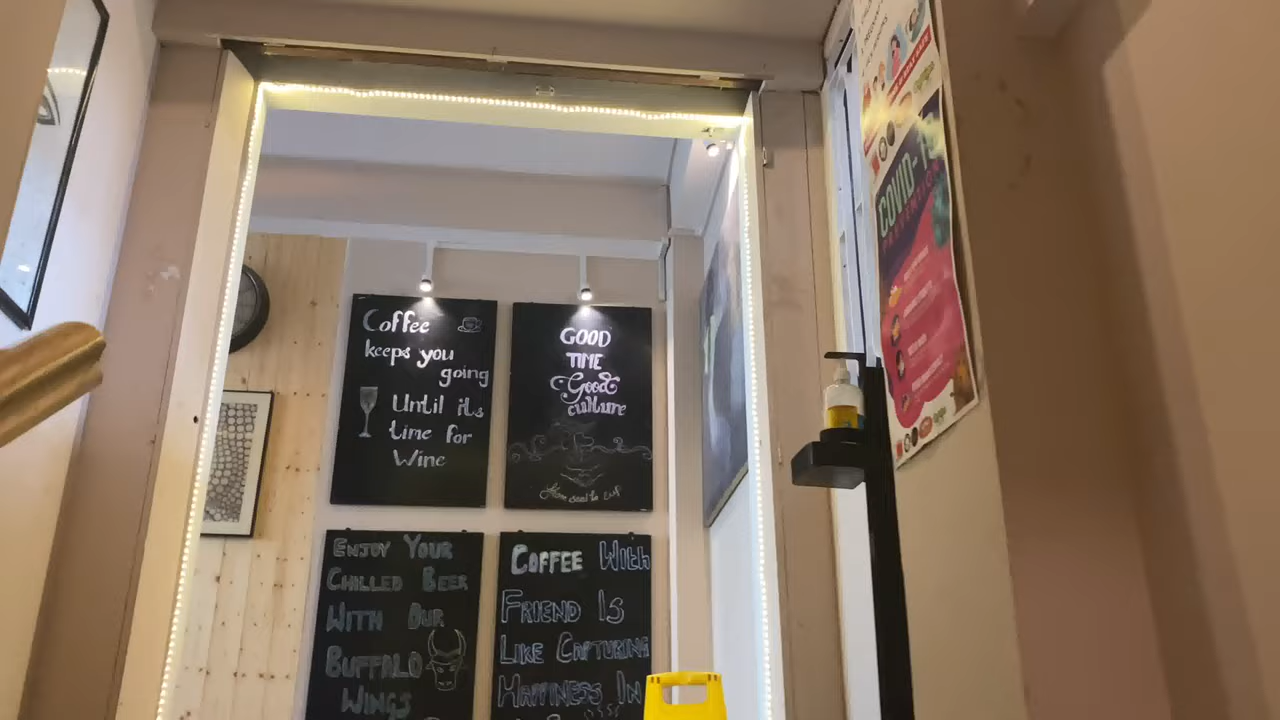 Coffee
keeps you
going
Until its
time for
Wine
GOOD
TIME
Good
culture
ENJOY YOUR
CHILLED BEER
WITH OUR
BUFFALO
WINGS
COFFEE WITH
FRIEND IS
LIKE CAPTURING
HAPPINESS IN
COVID-19
PREVENTION